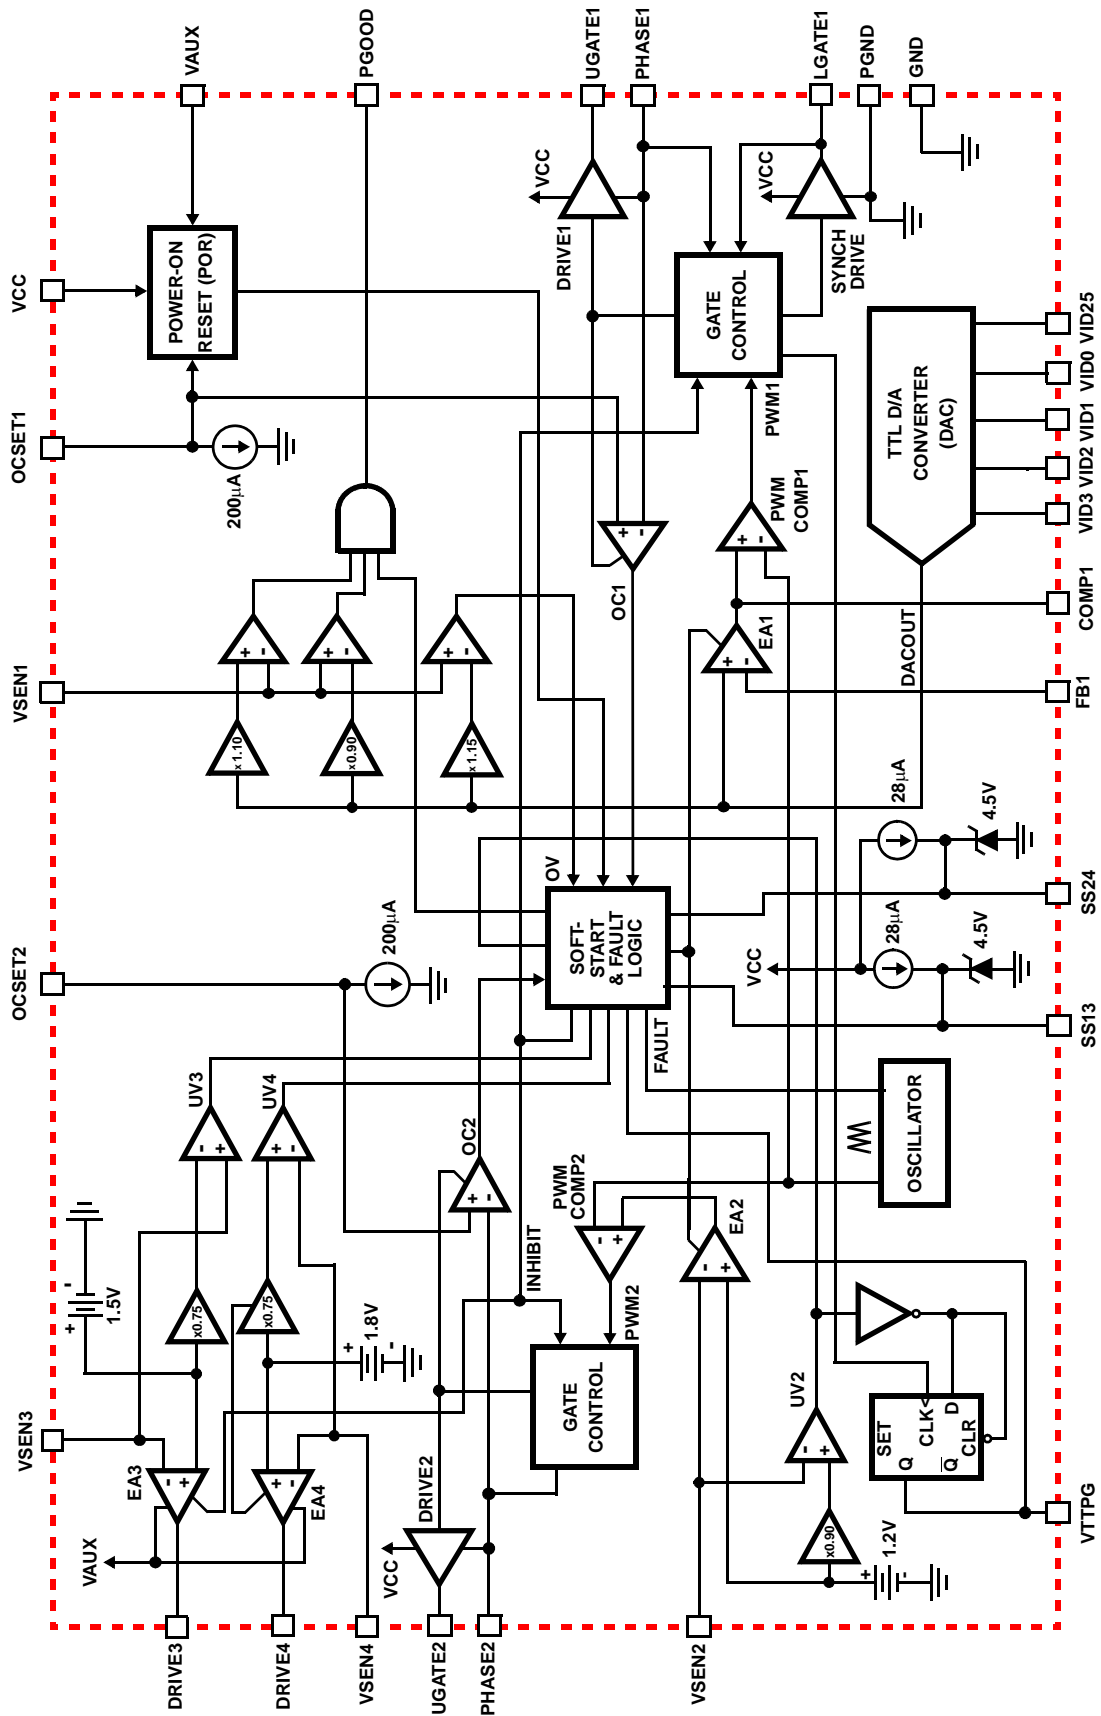 VSEN3
OCSET2
VSEN1
OCSET1
VCC
VAUX
PGOOD
UGATE1
PHASE1
LGATE1
PGND
GND
VID25
VID0
VID1
VID2
VID3
COMP1
FB1
SS24
SS13
VTTPG
DRIVE3
DRIVE4
VSEN4
UGATE2
PHASE2
VSEN2
POWER-ON
RESET (POR)
200µA
+
-
+
-
+
-
x 1.10
x0.90
x 1.15
VCC
DRIVE1
VCC
SYNCH
DRIVE
GATE
CONTROL
PWM1
PWM
COMP1
+
-
+
-
OC1
+
-
EA1
TTL D/A
CONVERTER
(DAC)
DACOUT
OV
SOFT-
START
& FAULT
LOGIC
FAULT
200µA
28µA
4.5V
VCC
28µA
4.5V
OSCILLATOR
UV3
-
+
UV4
+
-
OC2
+
-
INHIBIT
PWM
COMP2
-
+
PWM2
EA2
-
+
GATE
CONTROL
x0.75
x0.75
+
-
1.5V
+
-
1.8V
EA3
-
+
EA4
+
-
VAUX
DRIVE2
VCC
UV2
-
+
x0.90
+
-
1.2V
SET
CLK<
D
Q
Q
CLR